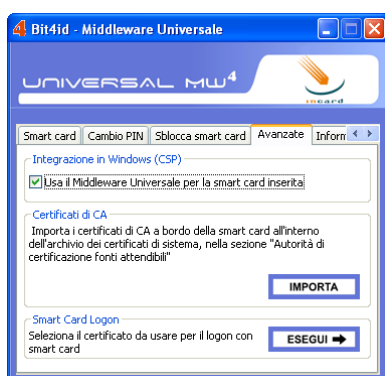 Bit4id - Middleware Universale
UNIVERSAL MW4
incard
Smart card Cambio PIN Sblocca smart card Avanzate Inform
Integrazione in Windows (CSP)
Usa il Middleware Universale per la smart card inserita
Certificati di CA
Importa i certificati di CA a bordo della smart card all'interno
dell'archivio dei certificati di sistema, nella sezione "Autorità di
certificazione fonti attendibili"
IMPORTA
Smart Card Logon
Seleziona il certificato da usare per il logon con
smart card
ESEGUI